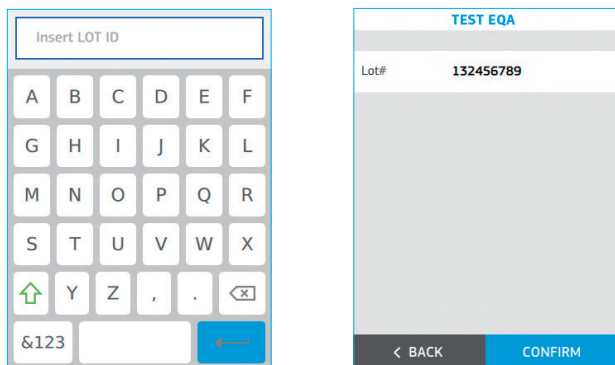 Insert LOT ID
A B C D E F
G H I J K L
M N O P Q R
S T U V W X
Y Z , .
&123
TEST EQA
Lot# 132456789
< BACK CONFIRM